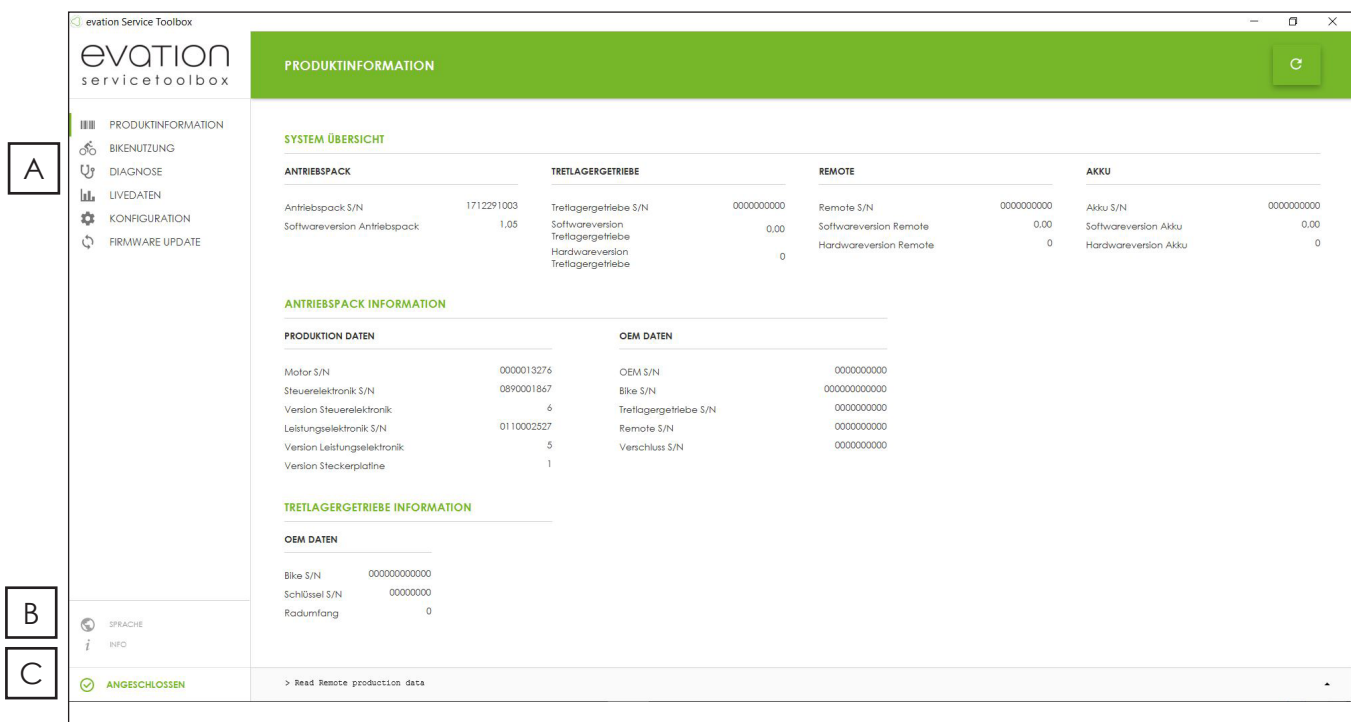 evation Service Toolbox
evation
servicetoolbox
PRODUKTINFORMATION
PRODUKTINFORMATION
BIKENUTZUNG
DIAGNOSE
LIVEDATEN
KONFIGURATION
FIRMWARE UPDATE
A
SYSTEM ÜBERSICHT
ANTRIEBSPACK
Antriebspack S/N 1712291003
Softwareversion Antriebspack 1,05
TRETLAGERGETRIEBE
Tretlagergetriebe S/N 0000000000
Softwareversion
Tretlagergetriebe 0,00
Hardwareversion
Tretlagergetriebe 0
REMOTE
Remote S/N 0000000000
Softwareversion Remote 0,00
Hardwareversion Remote 0
AKKU
Akku S/N 0000000000
Softwareversion Akku 0,00
Hardwareversion Akku 0
ANTRIEBSPACK INFORMATION
PRODUKTION DATEN
Motor S/N 0000013276
Steuerelektronik S/N 0890001867
Version Steuerelektronik 6
Leistungselektronik S/N 0110002527
Version Leistungselektronik 5
Version Steckerplatine 1
OEM DATEN
OEM S/N 0000000000
Bike S/N 000000000000
Tretlagergetriebe S/N 0000000000
Remote S/N 0000000000
Verschluss S/N 0000000000
TRETLAGERGETRIEBE INFORMATION
OEM DATEN
Bike S/N 000000000000
Schlüssel S/N 00000000
Radumfang 0
B
SPRACHE
INFO
C
ANGESCHLOSSEN
> Read Remote production data